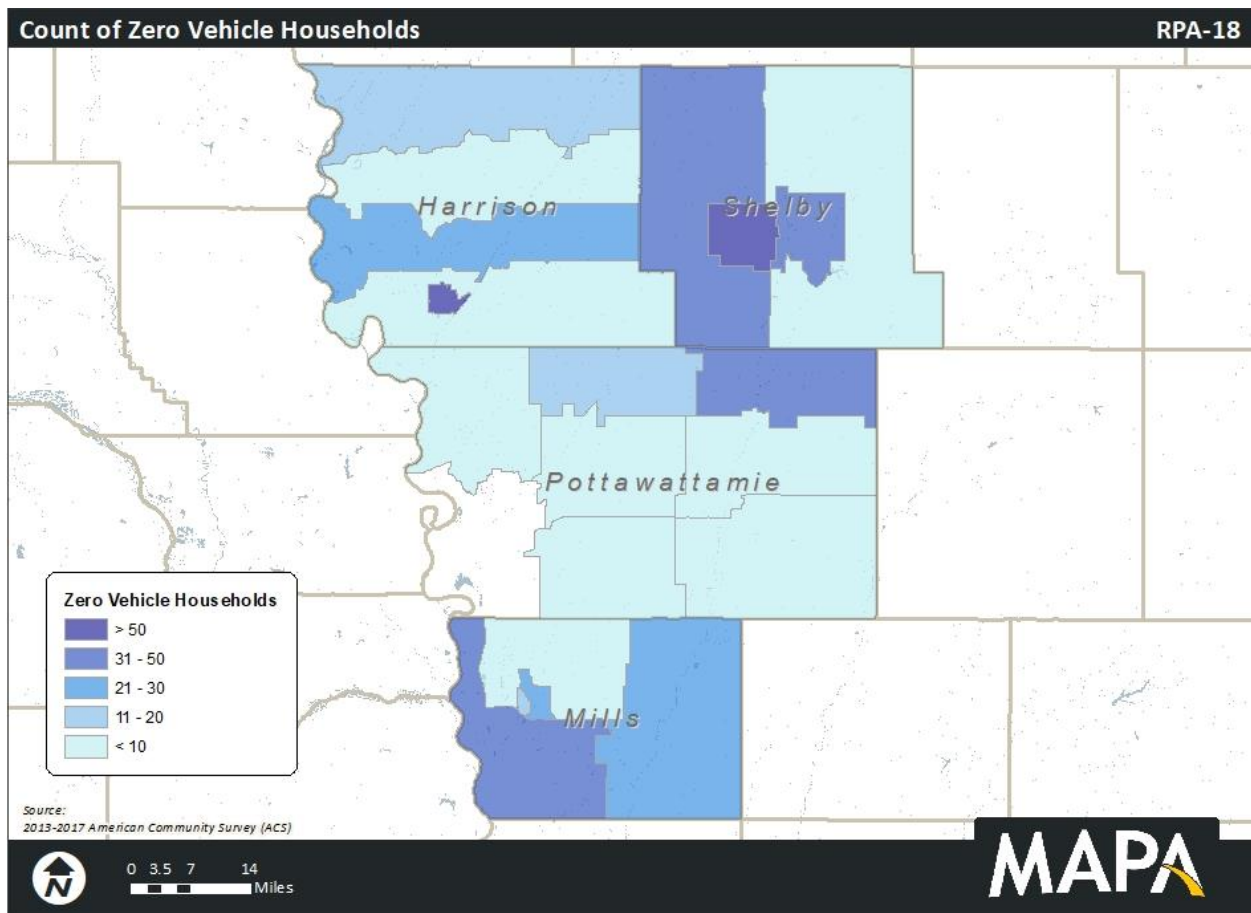 Count of Zero Vehicle Households
RPA-18
Harrison
Shelby
Pottawattamie
Mills
Zero Vehicle Households
> 50
31 - 50
21 - 30
11 - 20
< 10
Source:
2013-2017 American Community Survey (ACS)
N
0 3.5 7 14
Miles
MAPA